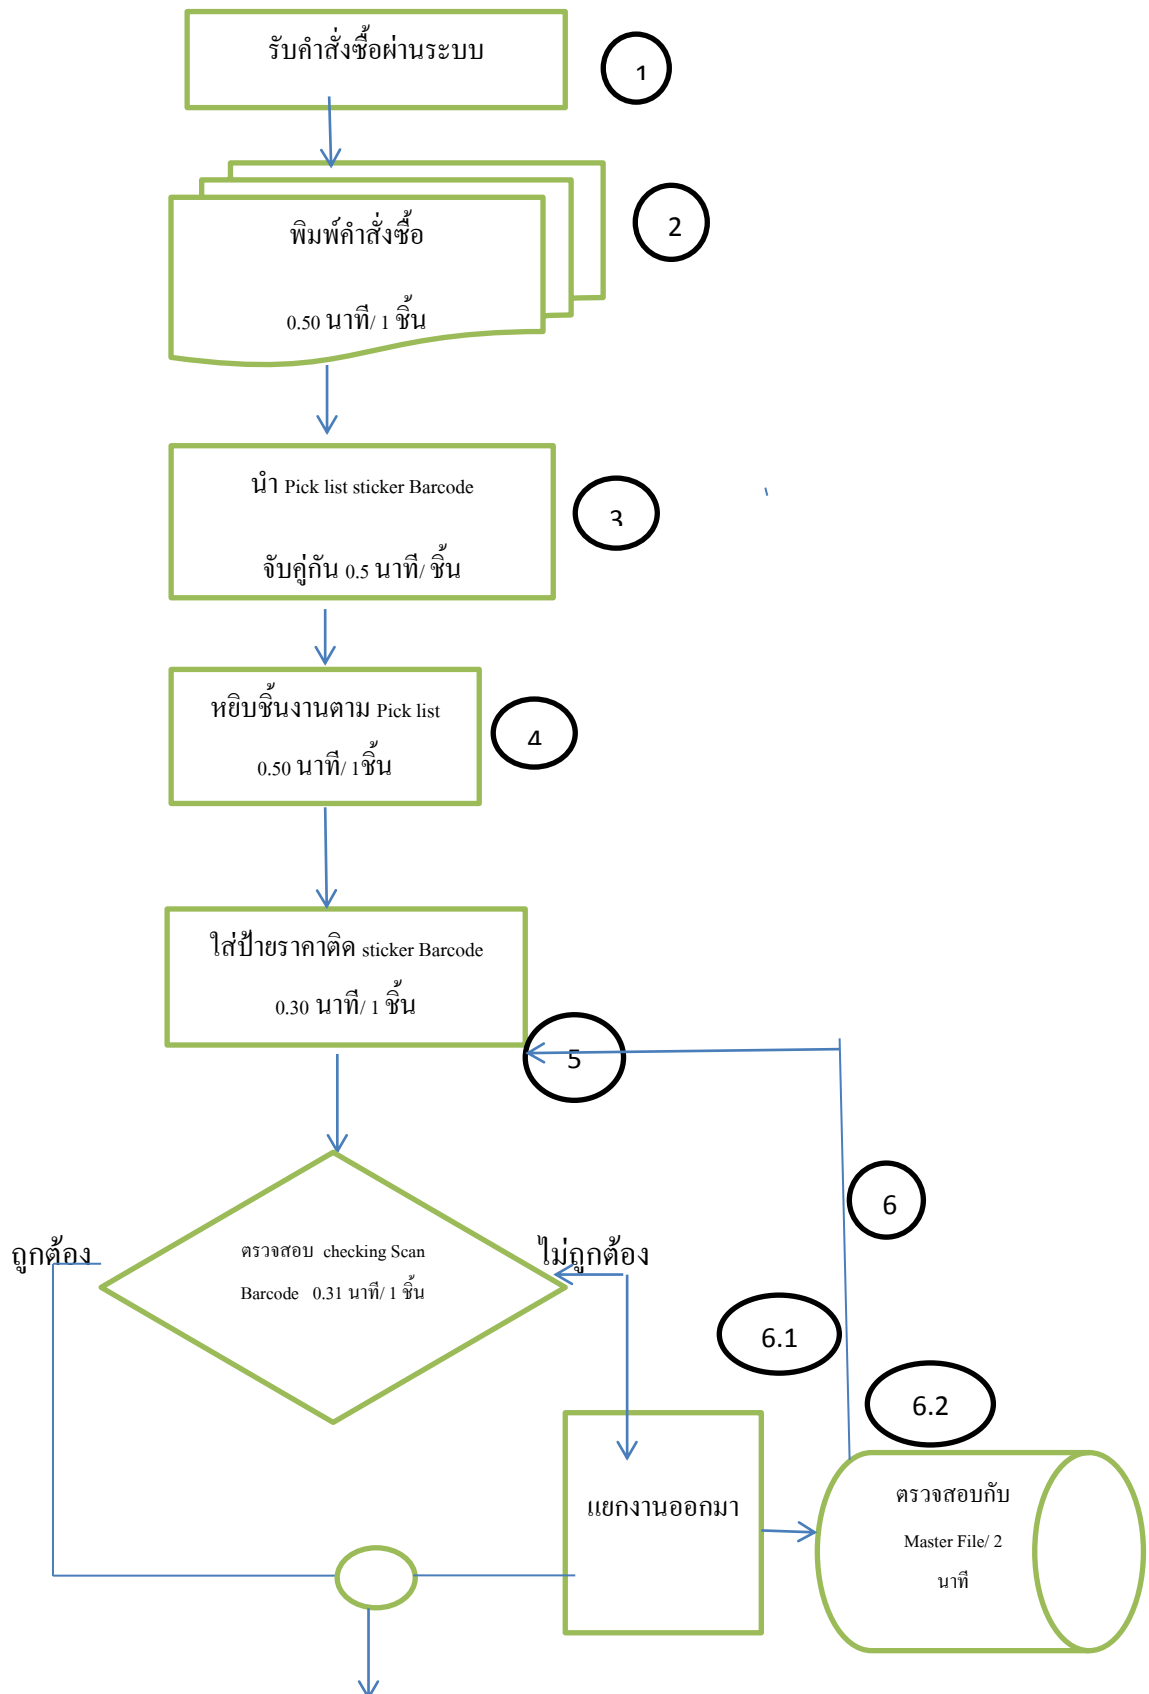 รับคำสั่งซื้อผ่านระบบ
1
พิมพ์คำสั่งซื้อ
2
0.50 นาที/ 1 ชิ้น
นำ Pick list sticker Barcode
3
จับคู่กัน 0.5 นาที/ ชิ้น
หยิบชิ้นงานตาม Pick list
4
0.50 นาที/ 1ชิ้น
ใส่ป้ายราคาติด sticker Barcode
0.30 นาที/ 1 ชิ้น
5
6
ถูกต้อง
ตรวจสอบ checking Scan
Barcode 0.31 นาที/ 1 ชิ้น
ไม่ถูกต้อง
6.1
6.2
แยกงานออกมา
ตรวจสอบกับ
Master File/ 2
นาที